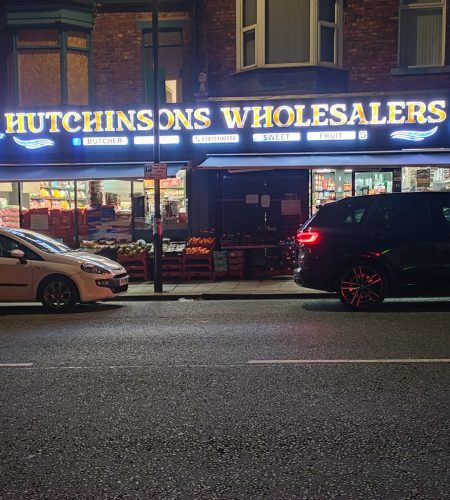 HUTCHINSONS WHOLESALERS
BUTCHER SWEET FRUIT